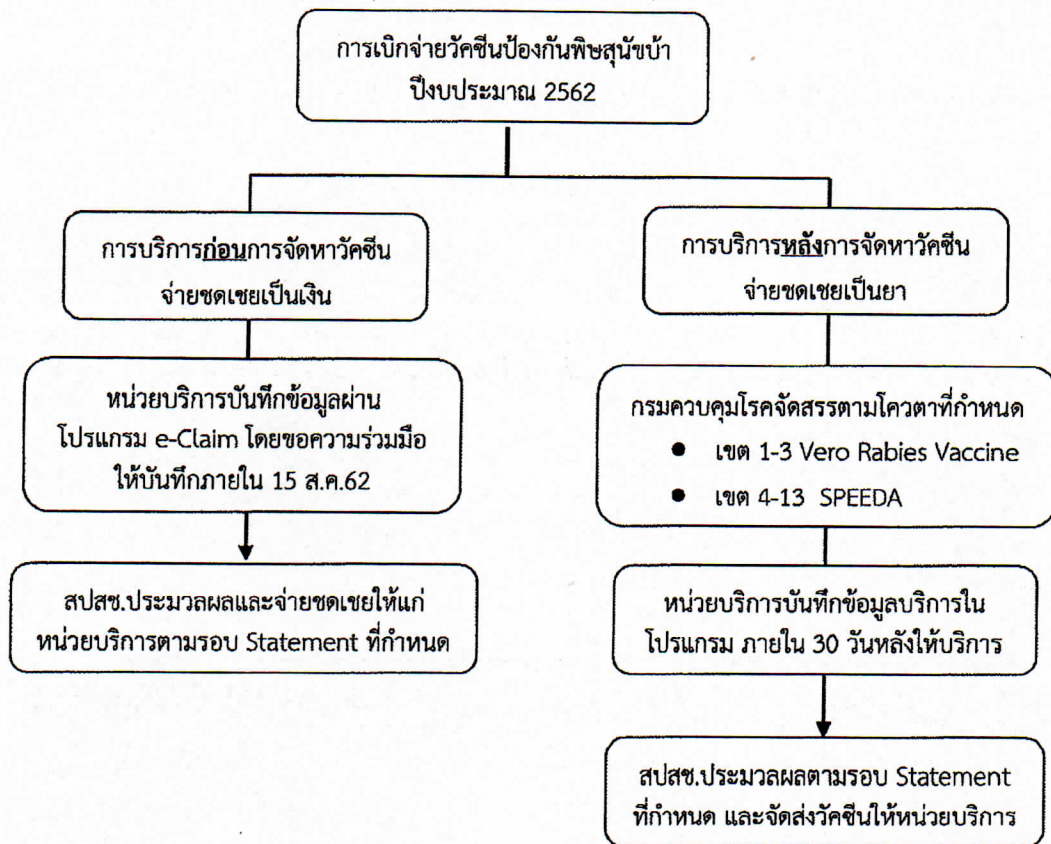 การเบิกจ่ายวัคซีนป้องกันพิษสุนัขบ้า
ปีงบประมาณ 2562
การบริการก่อนการจัดหาวัคซีน
จ่ายชดเชยเป็นเงิน
หน่วยบริการบันทึกข้อมูลผ่าน
โปรแกรม e-Claim โดยขอความร่วมมือ
ให้บันทึกภายใน 15 ส.ค.62
สปสช.ประมวลผลและจ่ายชดเชยให้แก่
หน่วยบริการตามรอบ Statement ที่กำหนด
การบริการหลังการจัดหาวัคซีน
จ่ายชดเชยเป็นยา
กรมควบคุมโรคจัดสรรตามโควตาที่กำหนด
● เขต 1-3 Vero Rabies Vaccine
● เขต 4-13 SPEEDA
หน่วยบริการบันทึกข้อมูลบริการใน
โปรแกรม ภายใน 30 วันหลังให้บริการ
สปสช.ประมวลผลตามรอบ Statement
ที่กำหนด และจัดส่งวัคซีนให้หน่วยบริการ